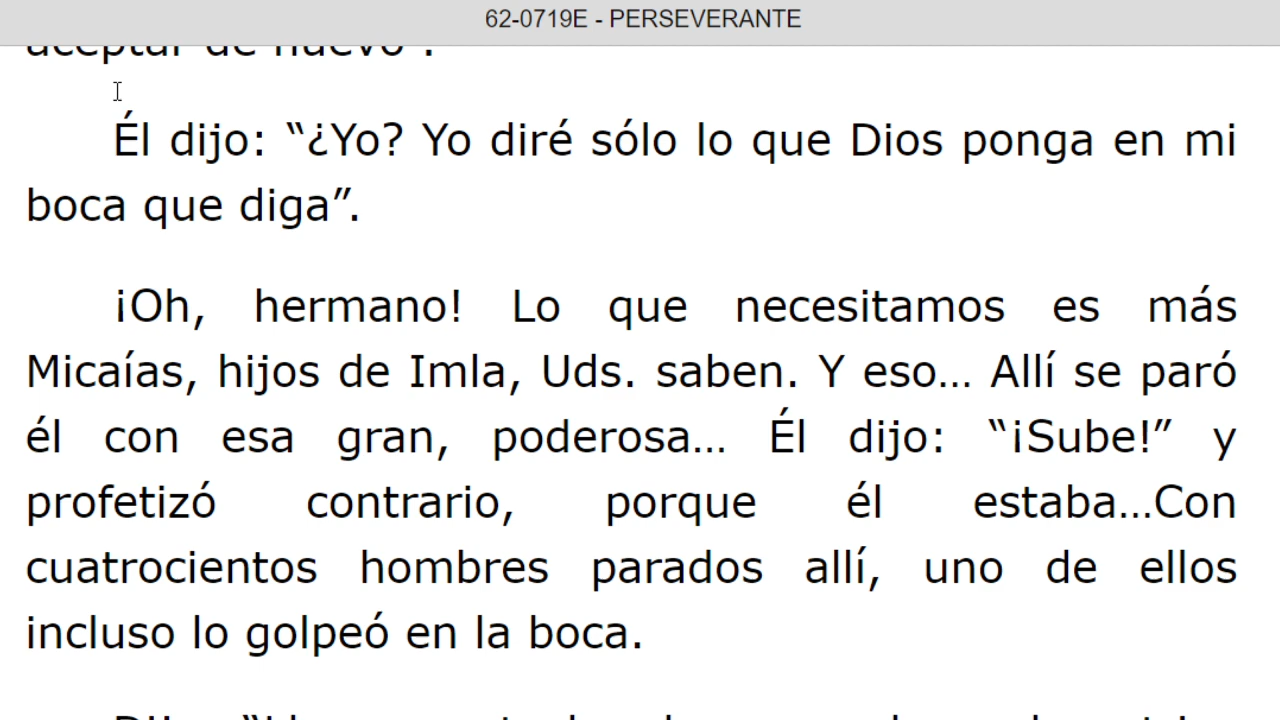 62-0719E - PERSEVERANTE
aceptar de nuevo”.
Él dijo: “¿Yo? Yo diré sólo lo que Dios ponga en mi
boca que diga”.
¡Oh, hermano! Lo que necesitamos es más
Micaías, hijos de Imla, Uds. saben. Y eso… Allí se paró
él con esa gran, poderosa… Él dijo: “¡Sube!” y
profetizó contrario, porque él estaba…Con
cuatrocientos hombres parados allí, uno de ellos
incluso lo golpeó en la boca.